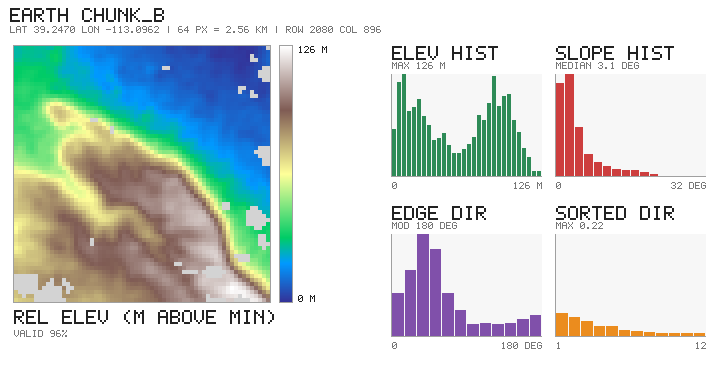 EARTH CHUNK_B
LAT 39.2470 LON -113.0962 | 64 PX = 2.56 KM | ROW 2080 COL 896
126 M
0 M
REL ELEV (M ABOVE MIN)
VALID 96%
ELEV HIST
MAX 126 M
0 126 M
SLOPE HIST
MEDIAN 3.1 DEG
0 32 DEG
EDGE DIR
MOD 180 DEG
0 180 DEG
SORTED DIR
MAX 0.22
1 12